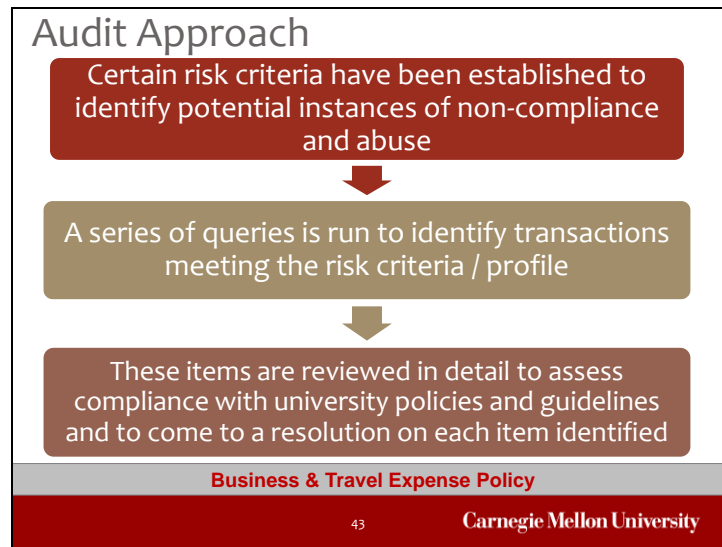 Audit Approach
Certain risk criteria have been established to
identify potential instances of non-compliance
and abuse
A series of queries is run to identify transactions
meeting the risk criteria / profile
These items are reviewed in detail to assess
compliance with university policies and guidelines
and to come to a resolution on each item identified
Business & Travel Expense Policy
43
Carnegie Mellon University